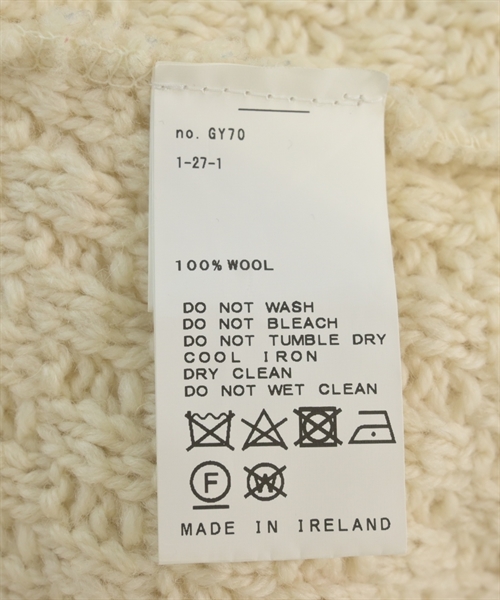 no. GY70
1-27-1
100% WOOL
DO NOT WASH
DO NOT BLEACH
DO NOT TUMBLE DRY
COOL IRON
DRY CLEAN
DO NOT WET CLEAN
F W
MADE IN IRELAND